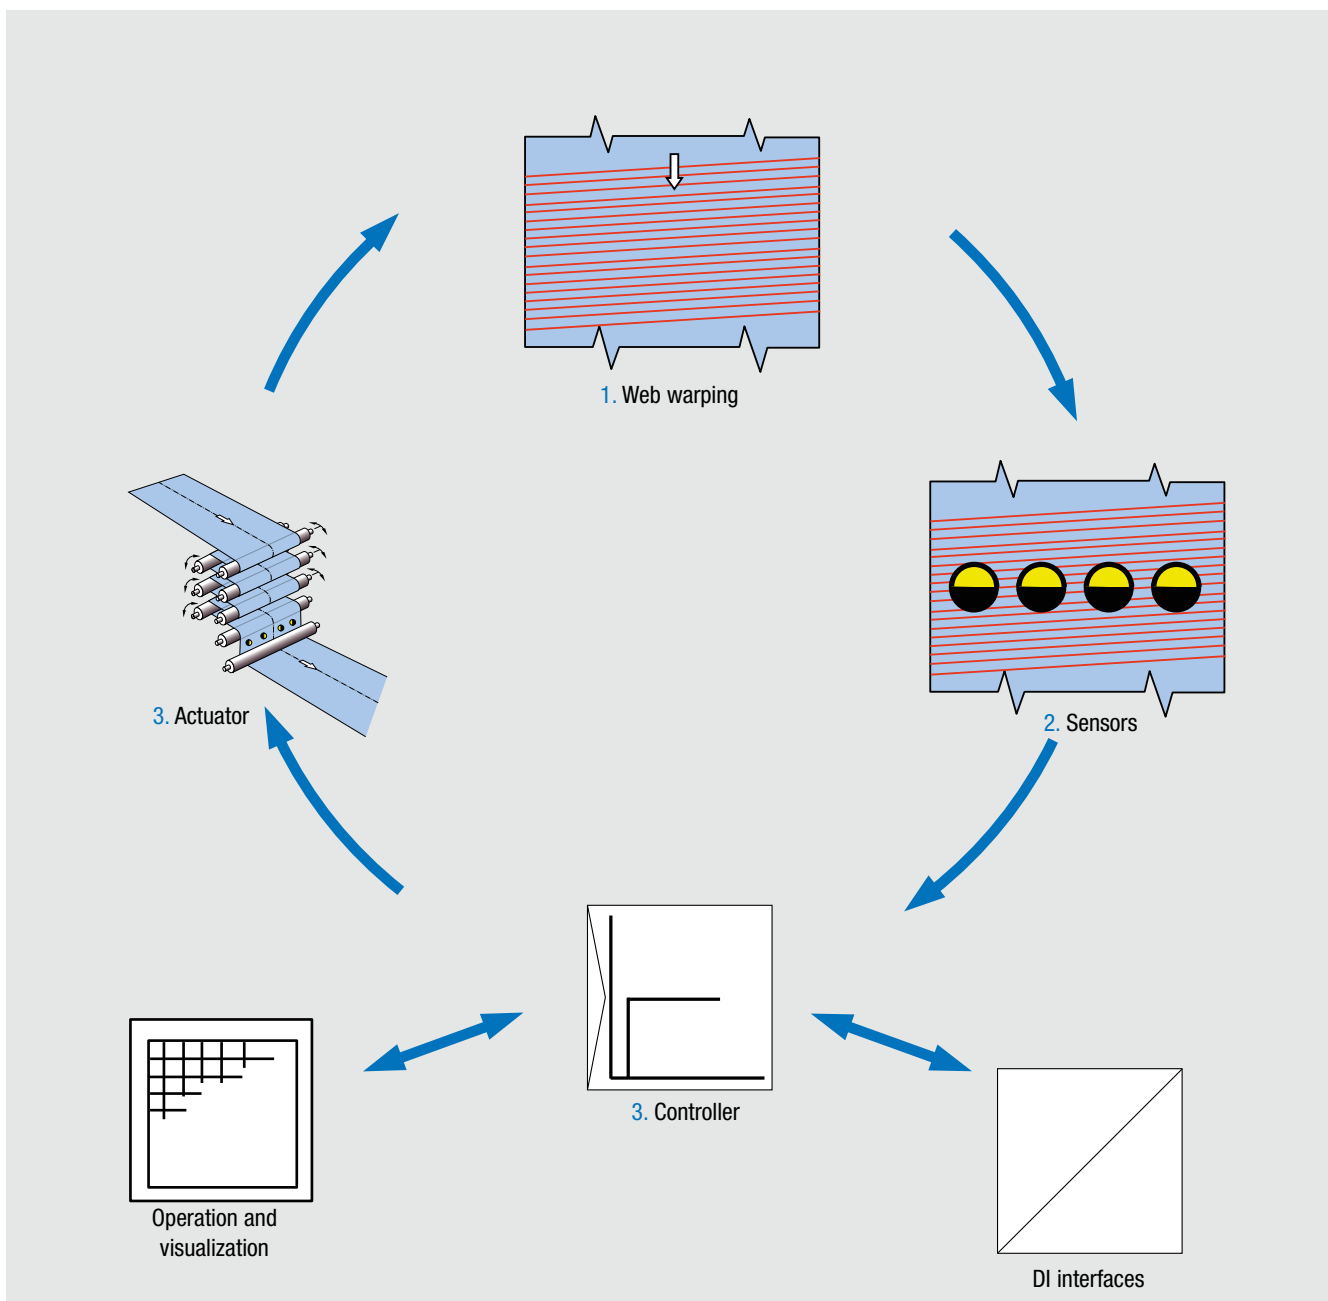 1. Web warping
2. Sensors
3. Actuator
3. Controller
Operation and
visualization
DI interfaces